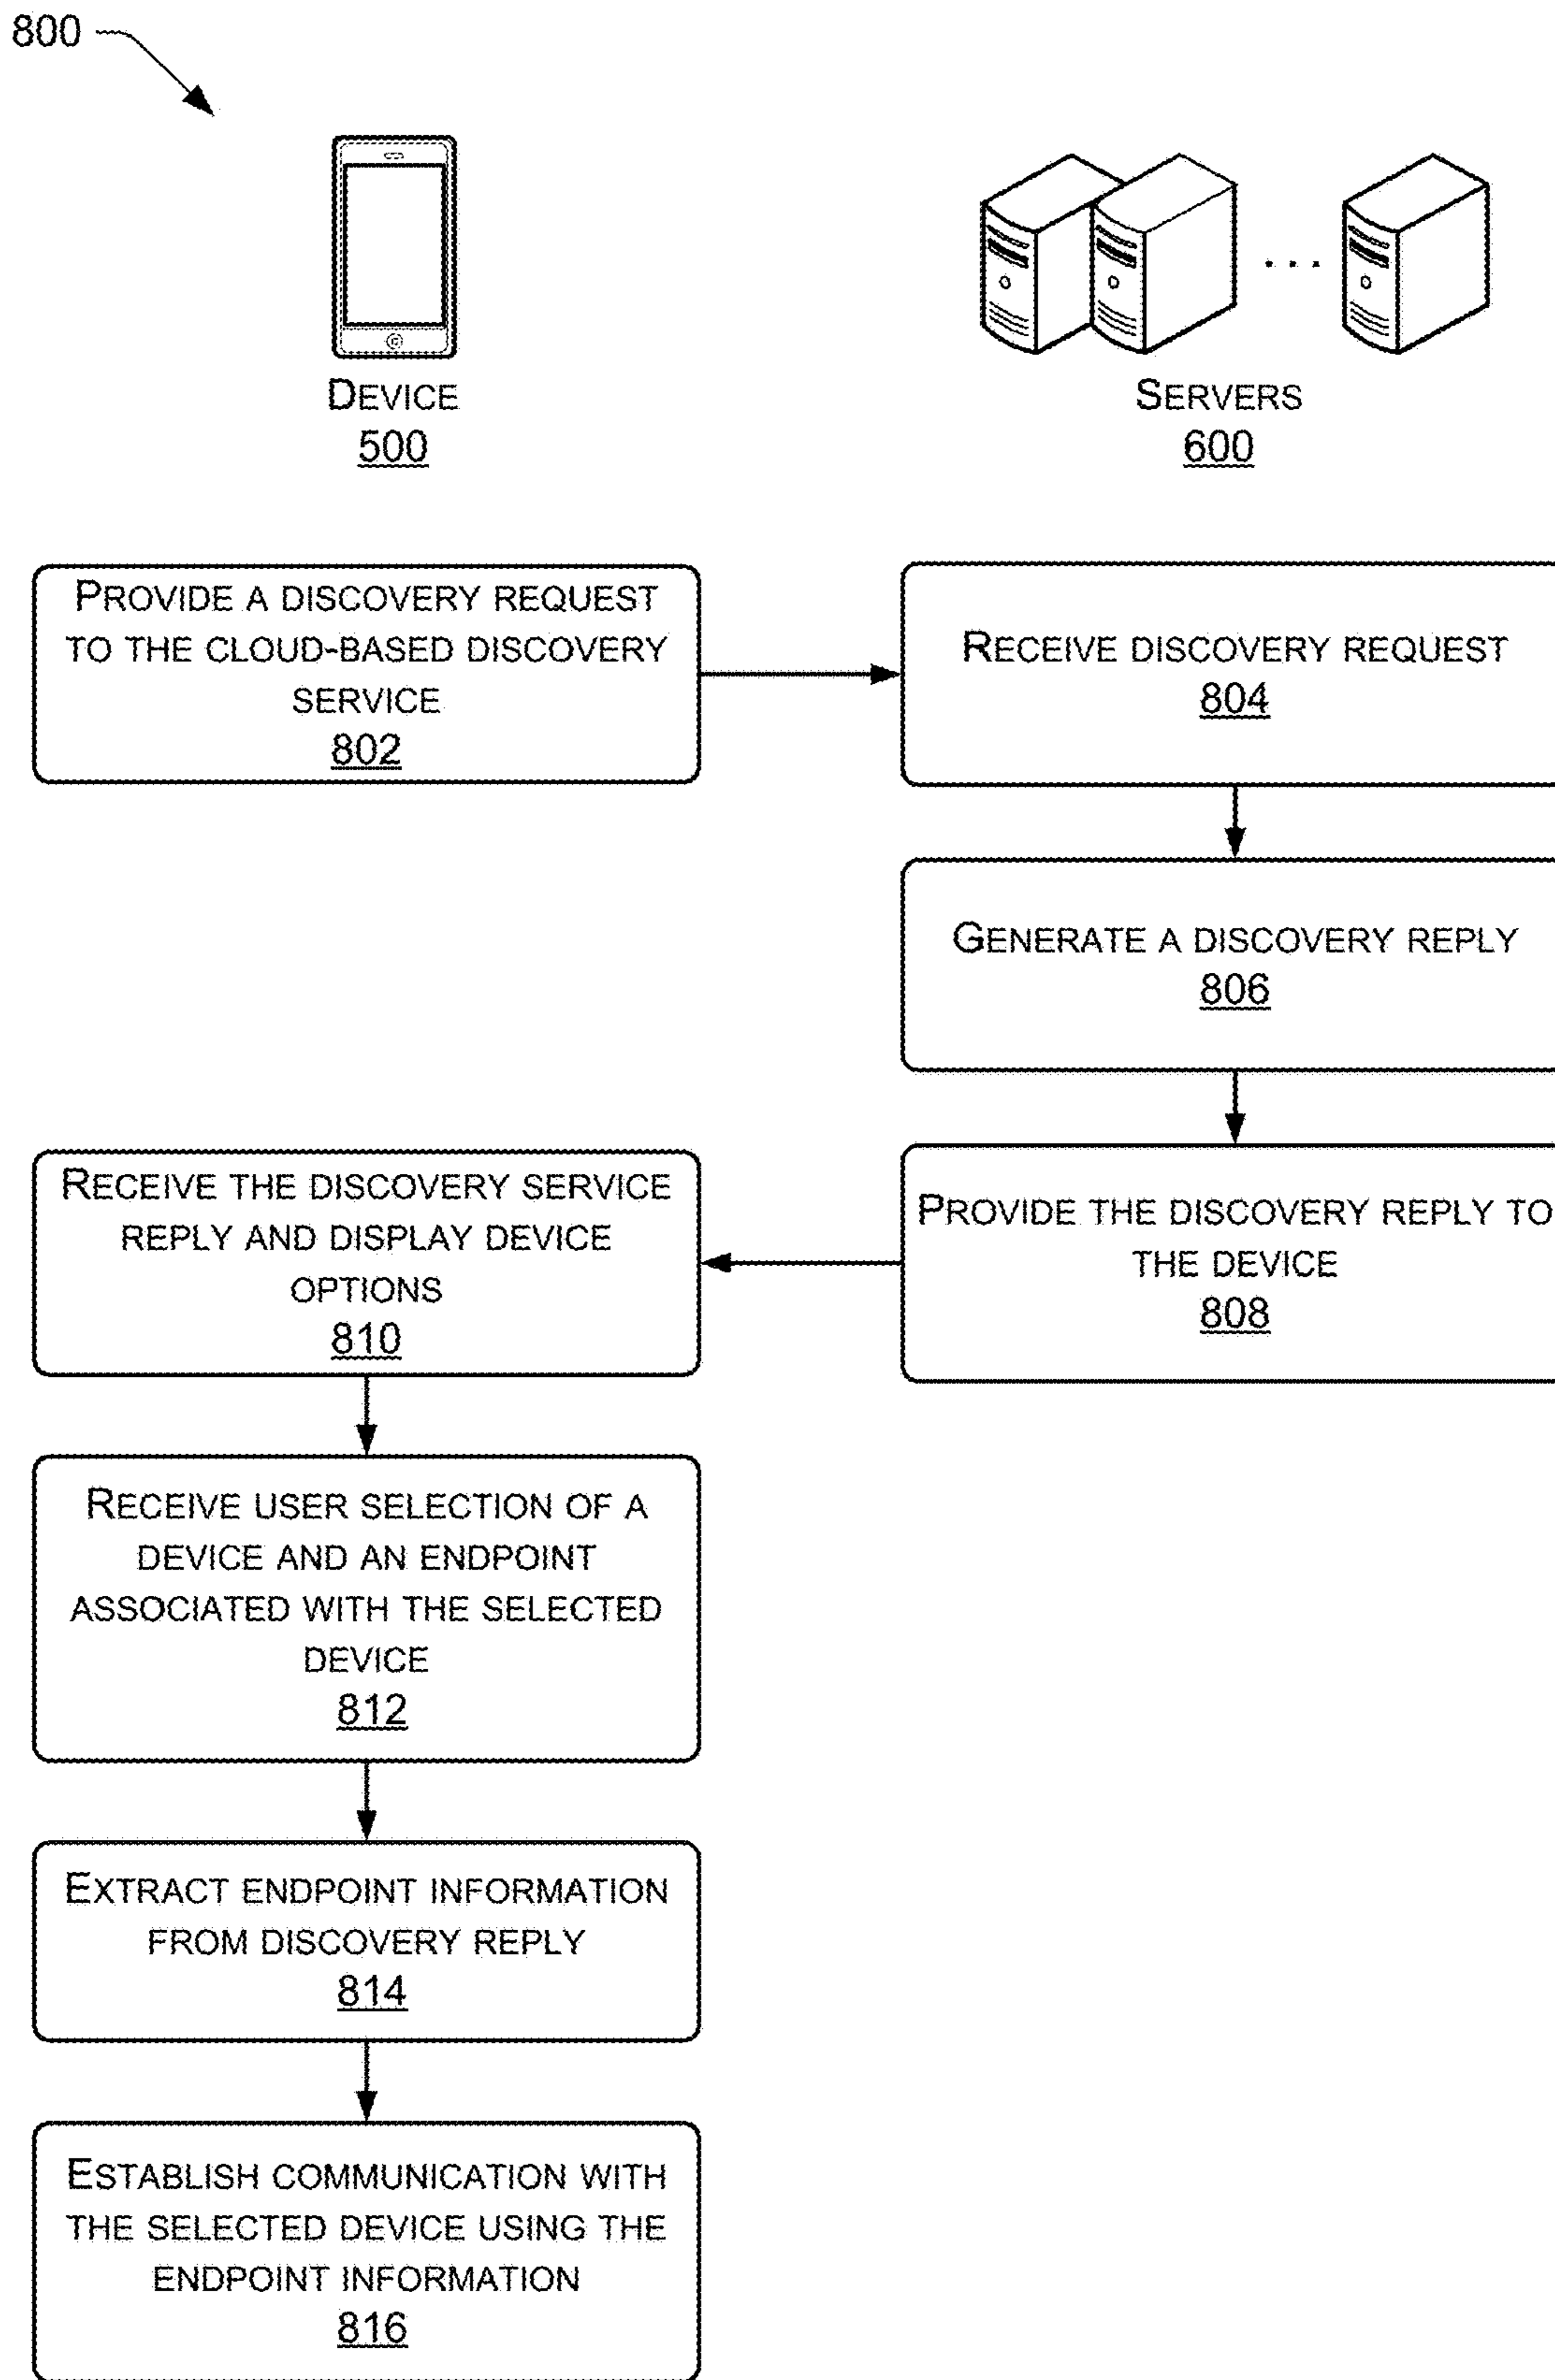 800
DEVICE
500
SERVERS
600
PROVIDE A DISCOVERY REQUEST
TO THE CLOUD-BASED DISCOVERY
SERVICE
802
RECEIVE DISCOVERY REQUEST
804
GENERATE A DISCOVERY REPLY
806
PROVIDE THE DISCOVERY REPLY TO
THE DEVICE
808
RECEIVE THE DISCOVERY SERVICE
REPLY AND DISPLAY DEVICE
OPTIONS
810
RECEIVE USER SELECTION OF A
DEVICE AND AN ENDPOINT
ASSOCIATED WITH THE SELECTED
DEVICE
812
EXTRACT ENDPOINT INFORMATION
FROM DISCOVERY REPLY
814
ESTABLISH COMMUNICATION WITH
THE SELECTED DEVICE USING THE
ENDPOINT INFORMATION
816